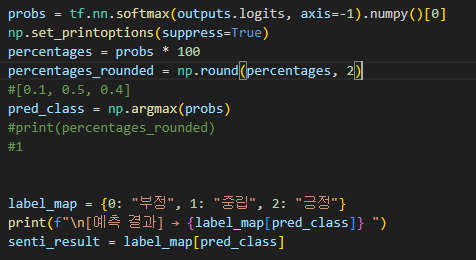 probs = tf.nn.softmax(outputs.logits, axis=-1).numpy()[0]
np.set_printoptions(suppress=True)
percentages = probs * 100
percentages_rounded = np.round(percentages, 2)
#[0.1, 0.5, 0.4]
pred_class = np.argmax(probs)
#print(percentages_rounded)
#1
label_map = {0: "부정", 1: "중립", 2: "긍정"}
print(f"\n[예측 결과] → {label_map[pred_class]} ")
senti_result = label_map[pred_class]